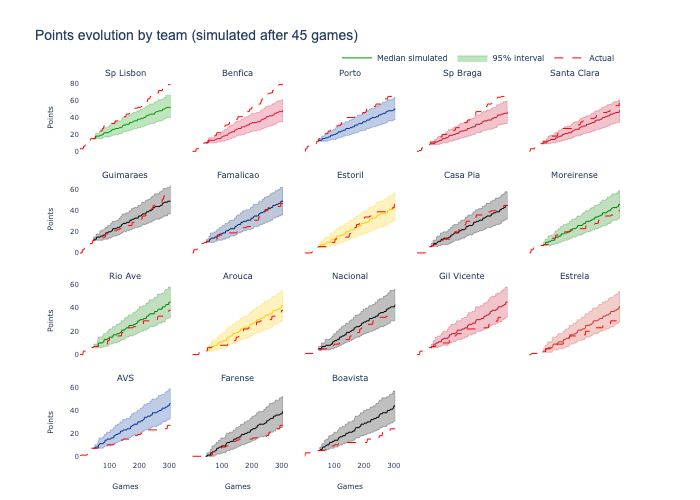 Points evolution by team (simulated after 45 games)
Median simulated 95% interval Actual
Sp Lisbon Benfica Porto Sp Braga Santa Clara
80
60
40
20
0
Points
Guimaraes Famalicao Estoril Casa Pia Moreirense
60
40
20
0
Points
Rio Ave Arouca Nacional Gil Vicente Estrela
60
40
20
0
Points
AVS Farense Boavista
60
40
20
0
Points
100 200 300 100 200 300 100 200 300
Games Games Games